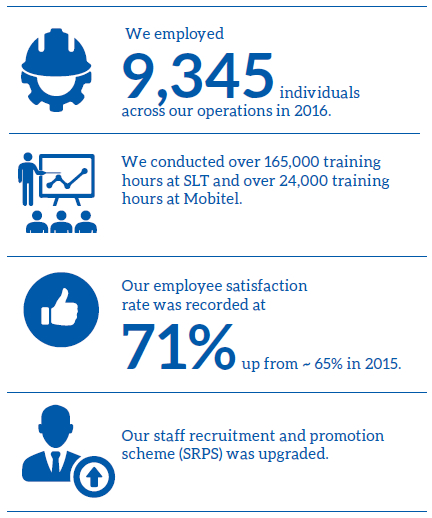 We employed
9,345 individuals
across our operations in 2016.
We conducted over 165,000 training
hours at SLT and over 24,000 training
hours at Mobitel.
Our employee satisfaction
rate was recorded at
71% up from ~ 65% in 2015.
Our staff recruitment and promotion
scheme (SRPS) was upgraded.